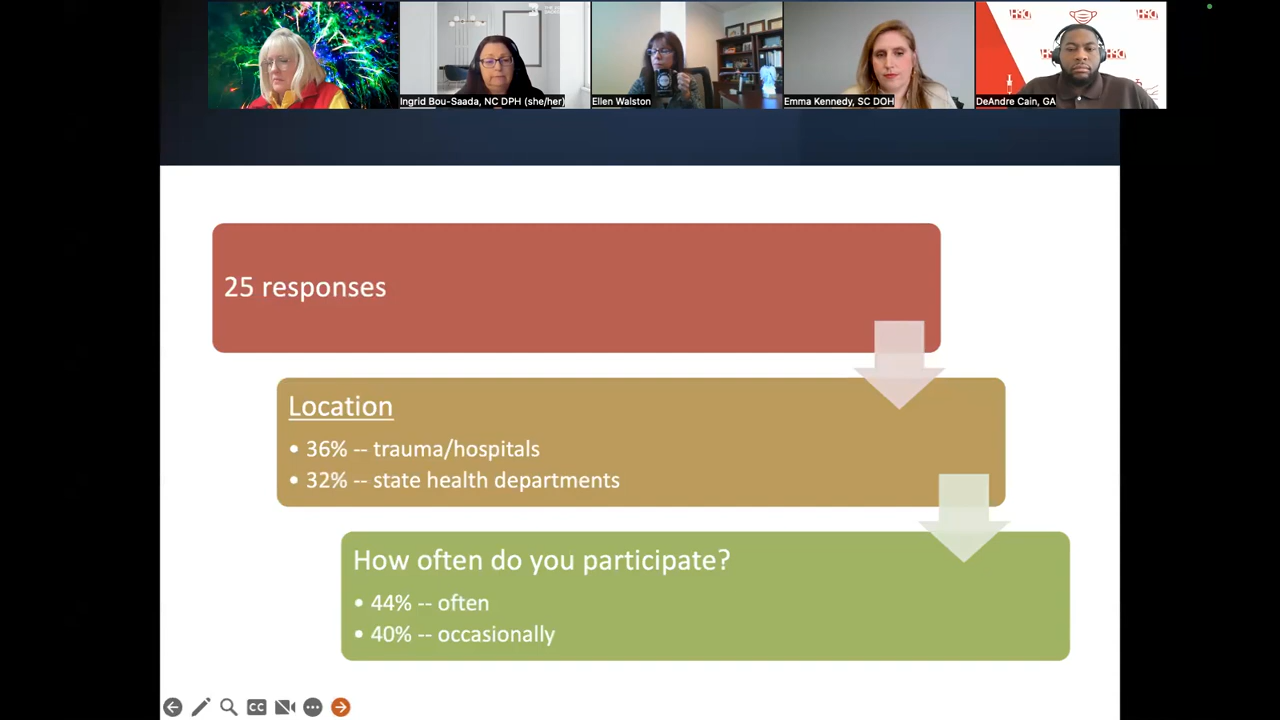 Ingrid Bou-Saada, NC DPH (she/her)
Ellen Walston
Emma Kennedy, SC DOH
DeAndre Cain, GA
25 responses
Location
• 36% -- trauma/hospitals
• 32% -- state health departments
How often do you participate?
• 44% -- often
• 40% -- occasionally
CC